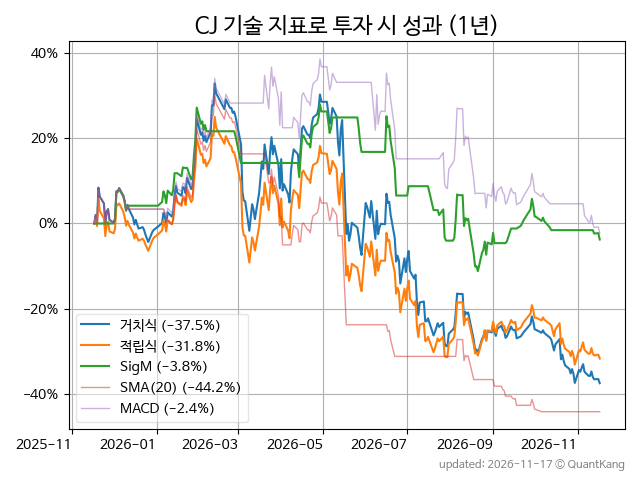 CJ 기술 지표로 투자 시 성과 (1년)
40%
20%
0%
−20%
−40%
거치식 (−37.5%)
적립식 (−31.8%)
SigM (−3.8%)
SMA(20) (−44.2%)
MACD (−2.4%)
2025-11 2026-01 2026-03 2026-05 2026-07 2026-09 2026-11
updated: 2026-11-17 © QuantKang